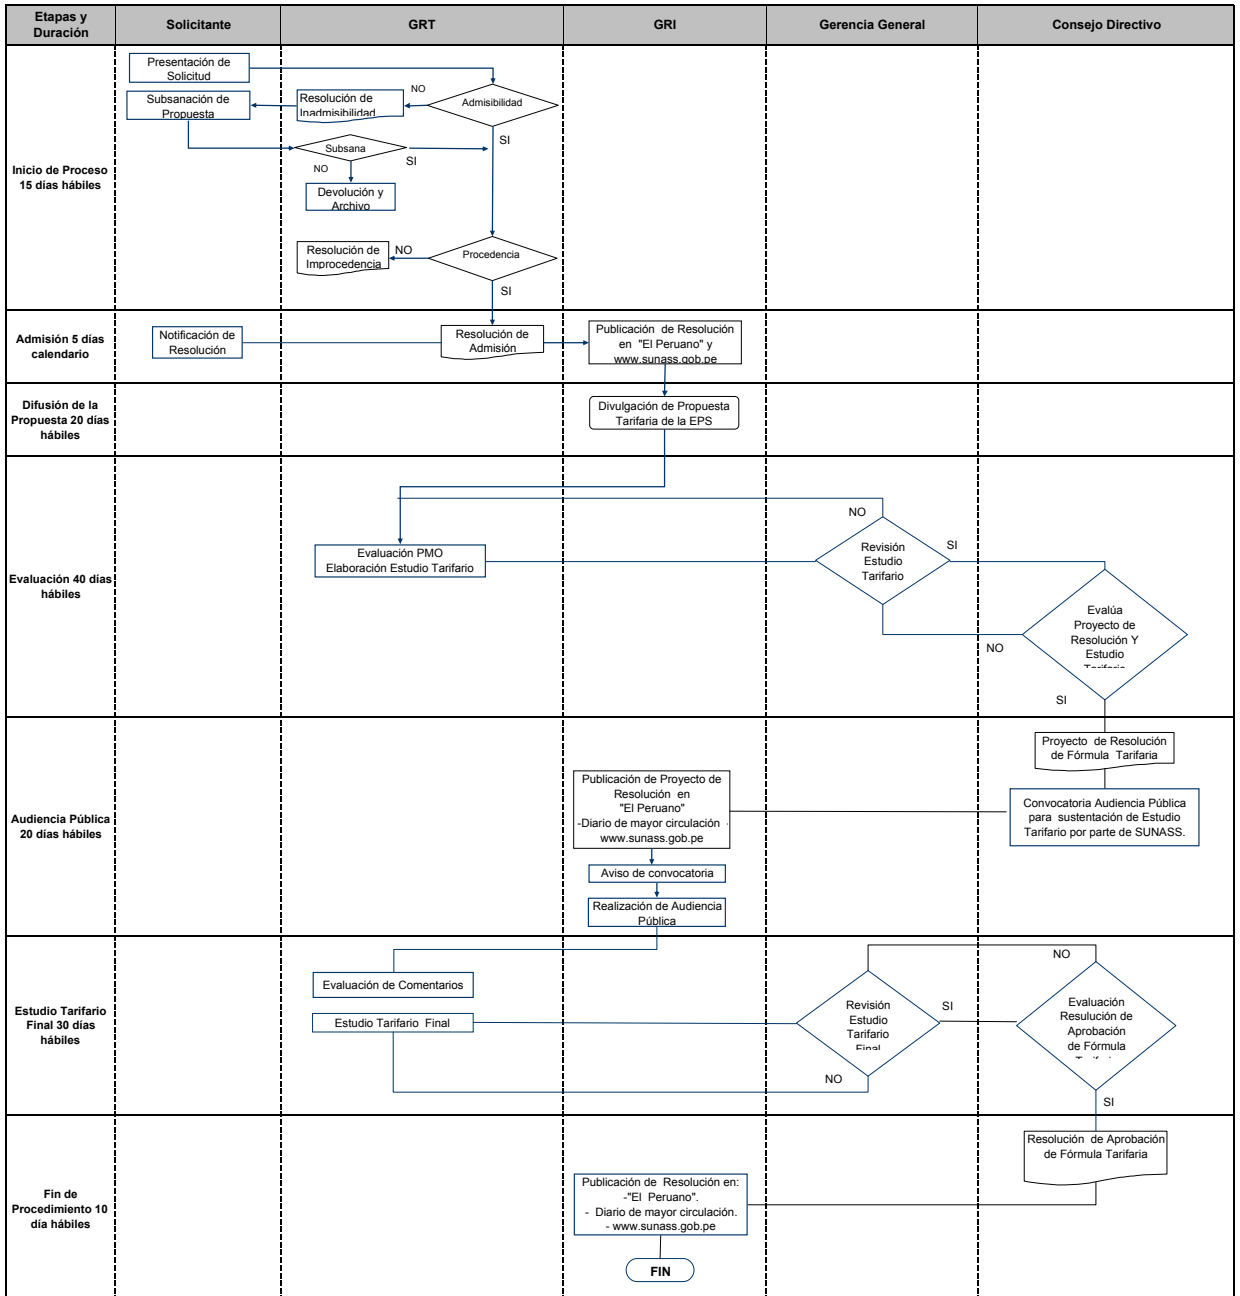 Etapas y
Duración
Solicitante
GRT
GRI
Gerencia General
Consejo Directivo
Inicio de Proceso
15 días hábiles
Presentación de
Solicitud
Subsanación de
Propuesta
Resolución de
Inadmisibilidad
NO
Admisibilidad
SI
Subsana
SI
NO
Devolución y
Archivo
Resolución de
Improcedencia
NO
Procedencia
SI
Admisión 5 días
calendario
Notificación de
Resolución
Resolución de
Admisión
Publicación de Resolución
en "El Peruano" y
www.sunass.gob.pe
Difusión de la
Propuesta 20 días
hábiles
Divulgación de Propuesta
Tarifaria de la EPS
Evaluación 40 días
hábiles
Evaluación PMO
Elaboración Estudio Tarifario
NO
Revisión
Estudio
Tarifario
SI
NO
Evalúa
Proyecto de
Resolución Y
Estudio
Tarifario
SI
Audiencia Pública
20 días hábiles
Proyecto de Resolución
de Fórmula Tarifaria
Publicación de Proyecto de
Resolución en
"El Peruano"
-Diario de mayor circulación -
www.sunass.gob.pe
Convocatoria Audiencia Pública
para sustentación de Estudio
Tarifario por parte de SUNASS.
Aviso de convocatoria
Realización de Audiencia
Pública
Estudio Tarifario
Final 30 días
hábiles
Evaluación de Comentarios
Estudio Tarifario Final
Revisión
Estudio
Tarifario
Final
SI
NO
NO
Evaluación
Resulución de
Aprobación
de Fórmula
Tarifaria
SI
Fin de
Procedimiento 10
día hábiles
Resolución de Aprobación
de Fórmula Tarifaria
Publicación de Resolución en:
-"El Peruano".
- Diario de mayor circulación.
- www.sunass.gob.pe
FIN